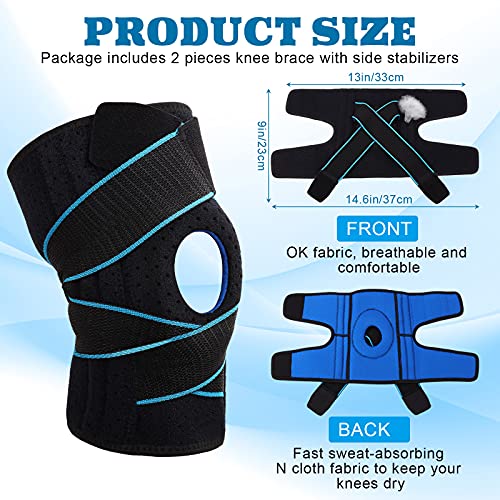 PRODUCT SIZE
Package includes 2 pieces knee brace with side stabilizers
13in/33cm
9in/23cm
14.6in/37cm
FRONT
OK fabric, breathable and
comfortable
BACK
Fast sweat-absorbing
N cloth fabric to keep your
knees dry